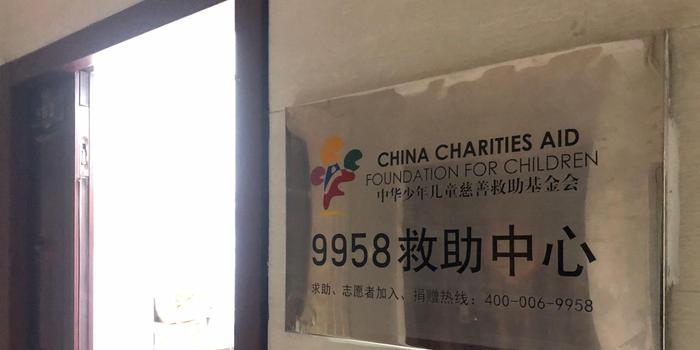 CHINA CHARITIES AID
FOUNDATION FOR CHILDREN
中华少年儿童慈善救助基金会
9958救助中心
求助、志愿者加入、捐赠热线：400-006-9958